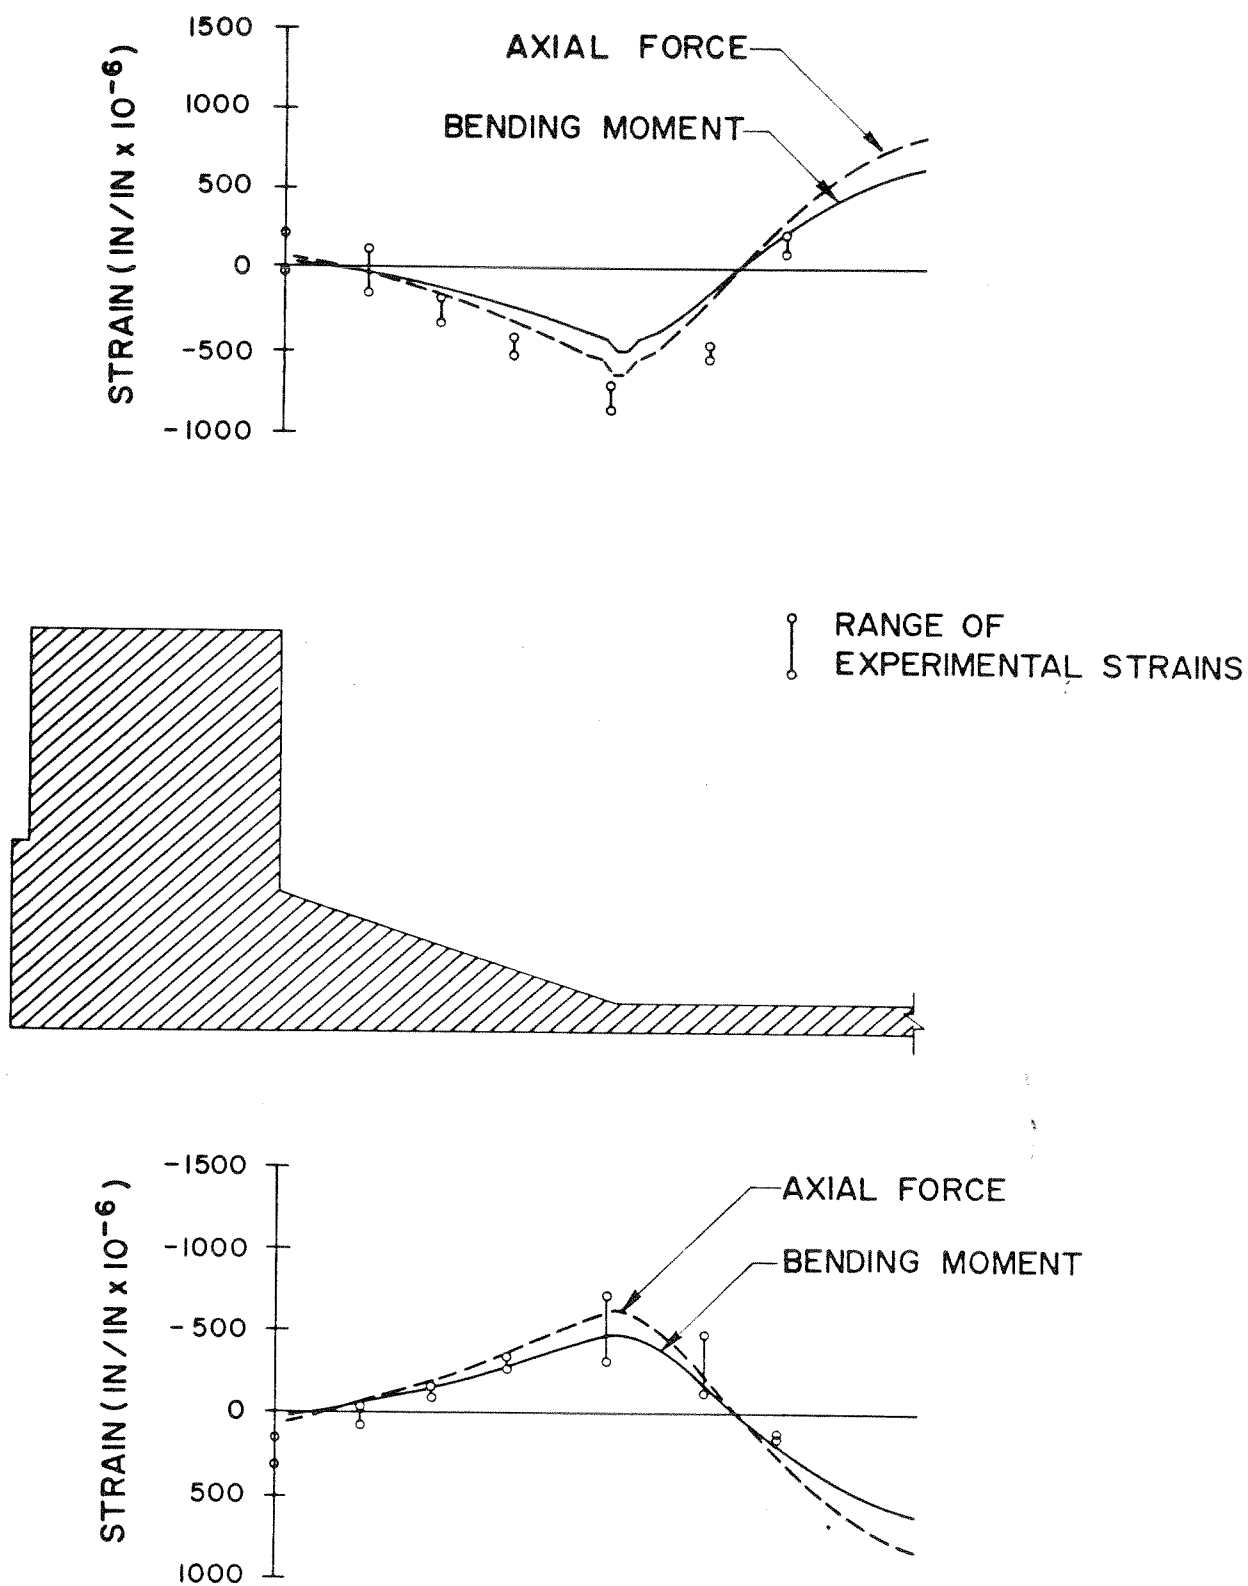 1500
1000
500
0
-500
-1000
STRAIN (IN/IN x 10⁻⁶)
AXIAL FORCE
BENDING MOMENT
RANGE OF
EXPERIMENTAL STRAINS
-1500
-1000
-500
0
500
1000
STRAIN (IN/IN x 10⁻⁶)
AXIAL FORCE
BENDING MOMENT